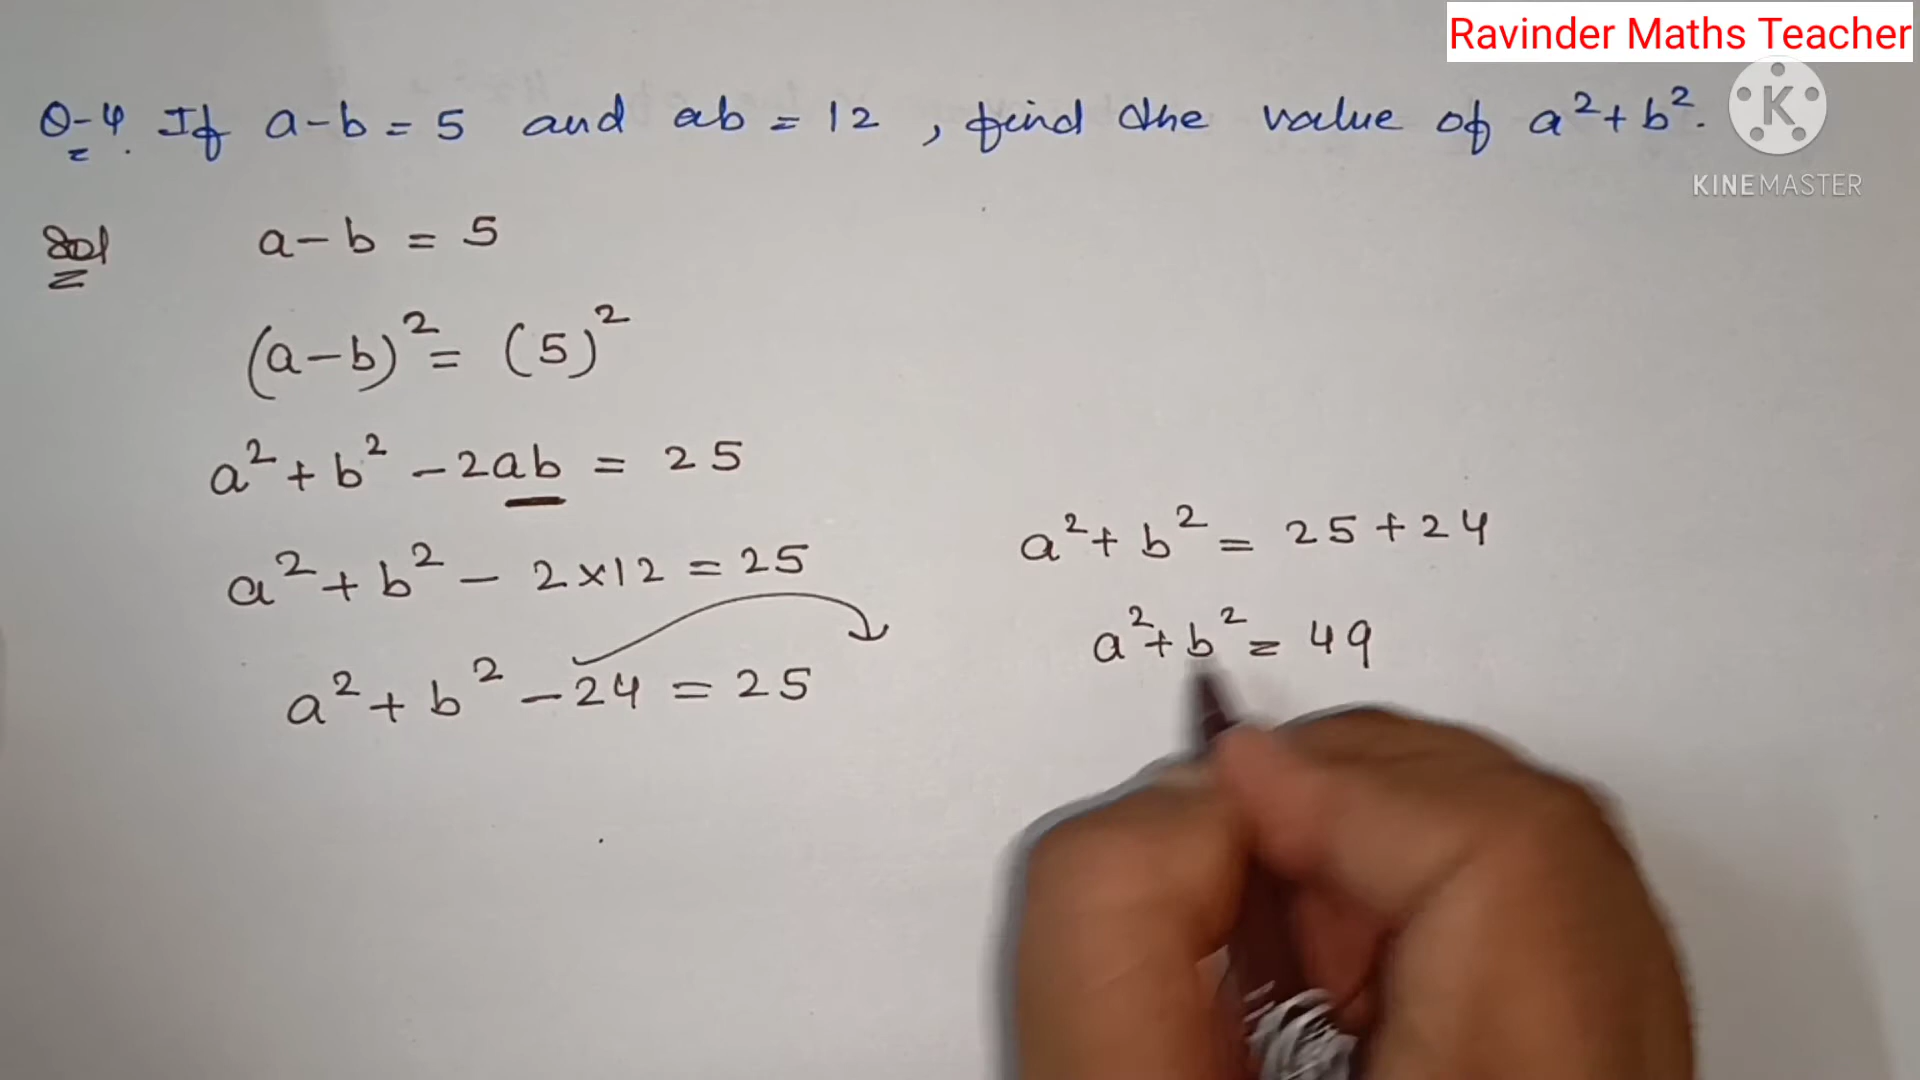 Ravinder Maths Teacher
Q-4. If a-b = 5 and ab = 12, find the value of a²+b².
K
KINEMASTER
Sol a-b = 5
(a-b)² = (5)²
a² + b² - 2ab = 25
a² + b² - 2×12 = 25
a² + b² - 24 = 25
a² + b² = 25+24
a² + b² = 49